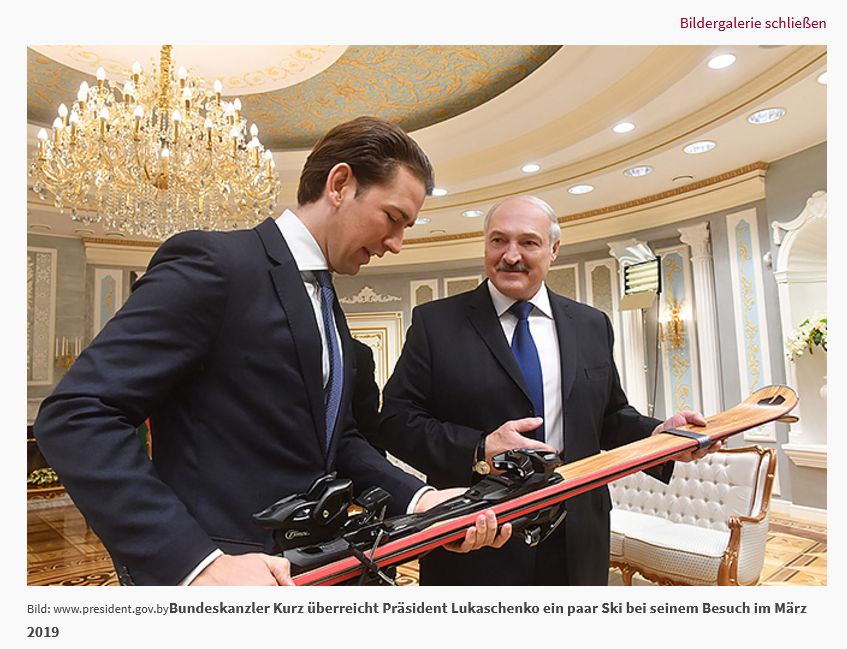 Bildergalerie schließen
Bild: www.president.gov.byBundeskanzler Kurz überreicht Präsident Lukaschenko ein paar Ski bei seinem Besuch im März
2019